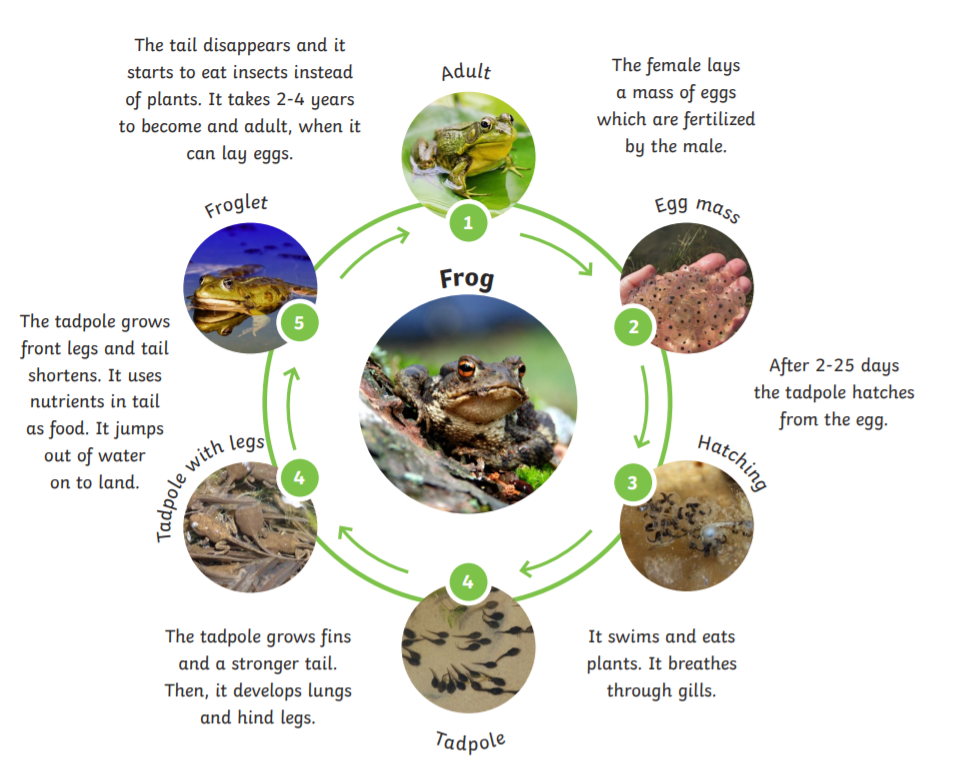 Adult
1
The female lays
a mass of eggs
which are fertilized
by the male.
Egg mass
2
After 2-25 days
the tadpole hatches
from the egg.
Hatching
3
It swims and eats
plants. It breathes
through gills.
4
Tadpole
The tadpole grows fins
and a stronger tail.
Then, it develops lungs
and hind legs.
Tadpole with legs
4
The tadpole grows
front legs and tail
shortens. It uses
nutrients in tail
as food. It jumps
out of water
on to land.
Froglet
5
The tail disappears and it
starts to eat insects instead
of plants. It takes 2-4 years
to become and adult, when it
can lay eggs.
Frog